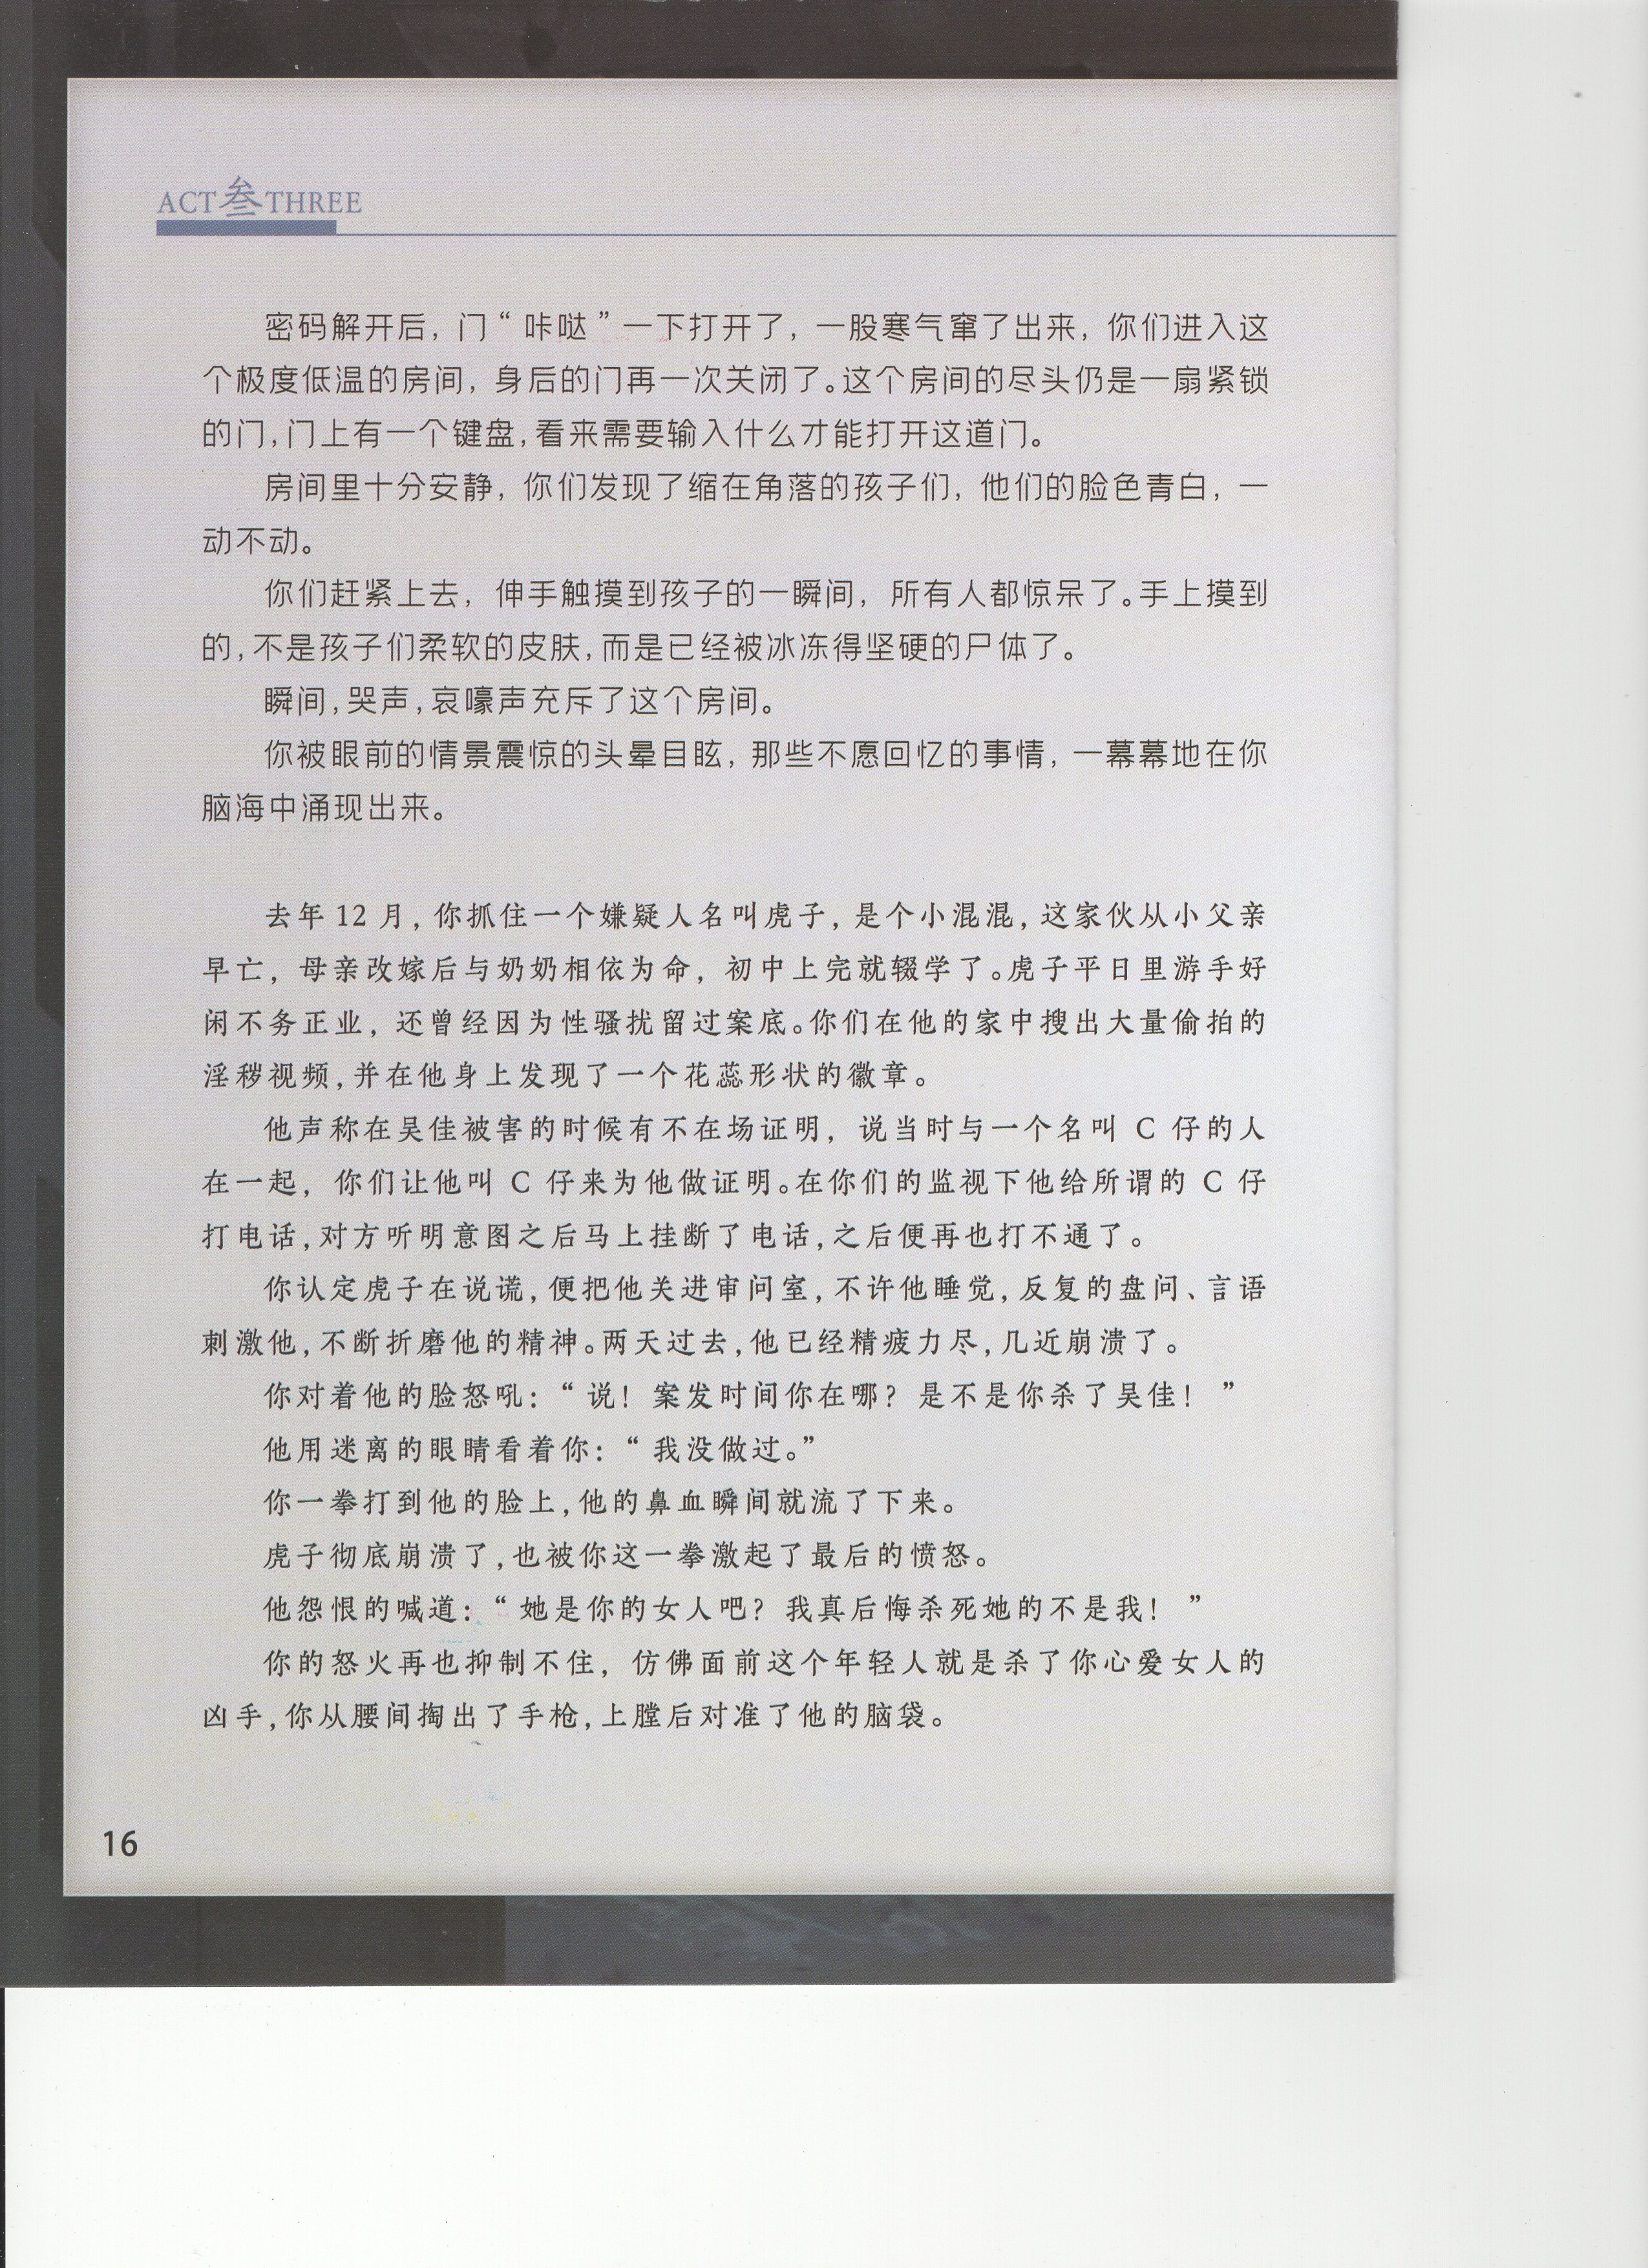 ACT叁THREE
密码解开后，门“咔哒”一下打开了，一股寒气窜了出来，你们进入这
个极度低温的房间，身后的门再一次关闭了。这个房间的尽头仍是一扇紧锁
的门，门上有一个键盘，看来需要输入什么才能打开这道门。
房间里十分安静，你们发现了缩在角落的孩子们，他们的脸色青白，一
动不动。
你们赶紧上去，伸手触摸到孩子的一瞬间，所有人都惊呆了。手上摸到
的，不是孩子们柔软的皮肤，而是已经被冰冻得坚硬的尸体了。
瞬间，哭声，哀嚎声充斥了这个房间。
你被眼前的情景震惊的头晕目眩，那些不愿回忆的事情，一幕幕地在你
脑海中涌现出来。
去年 12 月，你抓住一个嫌疑人名叫虎子，是个小混混，这家伙从小父亲
早亡，母亲改嫁后与奶奶相依为命，初中上完就辍学了。虎子平日里游手好
闲不务正业，还曾经因为性骚扰留过案底。你们在他的家中搜出大量偷拍的
淫秽视频，并在他身上发现了一个花蕊形状的徽章。
他声称在吴佳被害的时候有不在场证明，说当时与一个名叫 C 仔的人
在一起，你们让他叫 C 仔来为他做证明。在你们的监视下他给所谓的 C 仔
打电话，对方听明意图之后马上挂断了电话，之后便再也打不通了。
你认定虎子在说谎，便把他关进审问室，不许他睡觉，反复的盘问、言语
刺激他，不断折磨他的精神。两天过去，他已经精疲力尽，几近崩溃了。
你对着他的脸怒吼：“说！案发时间你在哪？是不是你杀了吴佳！”
他用迷离的眼睛看着你：“我没做过。”
你一拳打到他的脸上，他的鼻血瞬间就流了下来。
虎子彻底崩溃了，也被你这一拳激起了最后的愤怒。
他怨恨的喊道：“她是你的女人吧？我真后悔杀死她的不是我！”
你的怒火再也抑制不住，仿佛面前这个年轻人就是杀了你心爱女人的
凶手，你从腰间掏出了手枪，上膛后对准了他的脑袋。
16